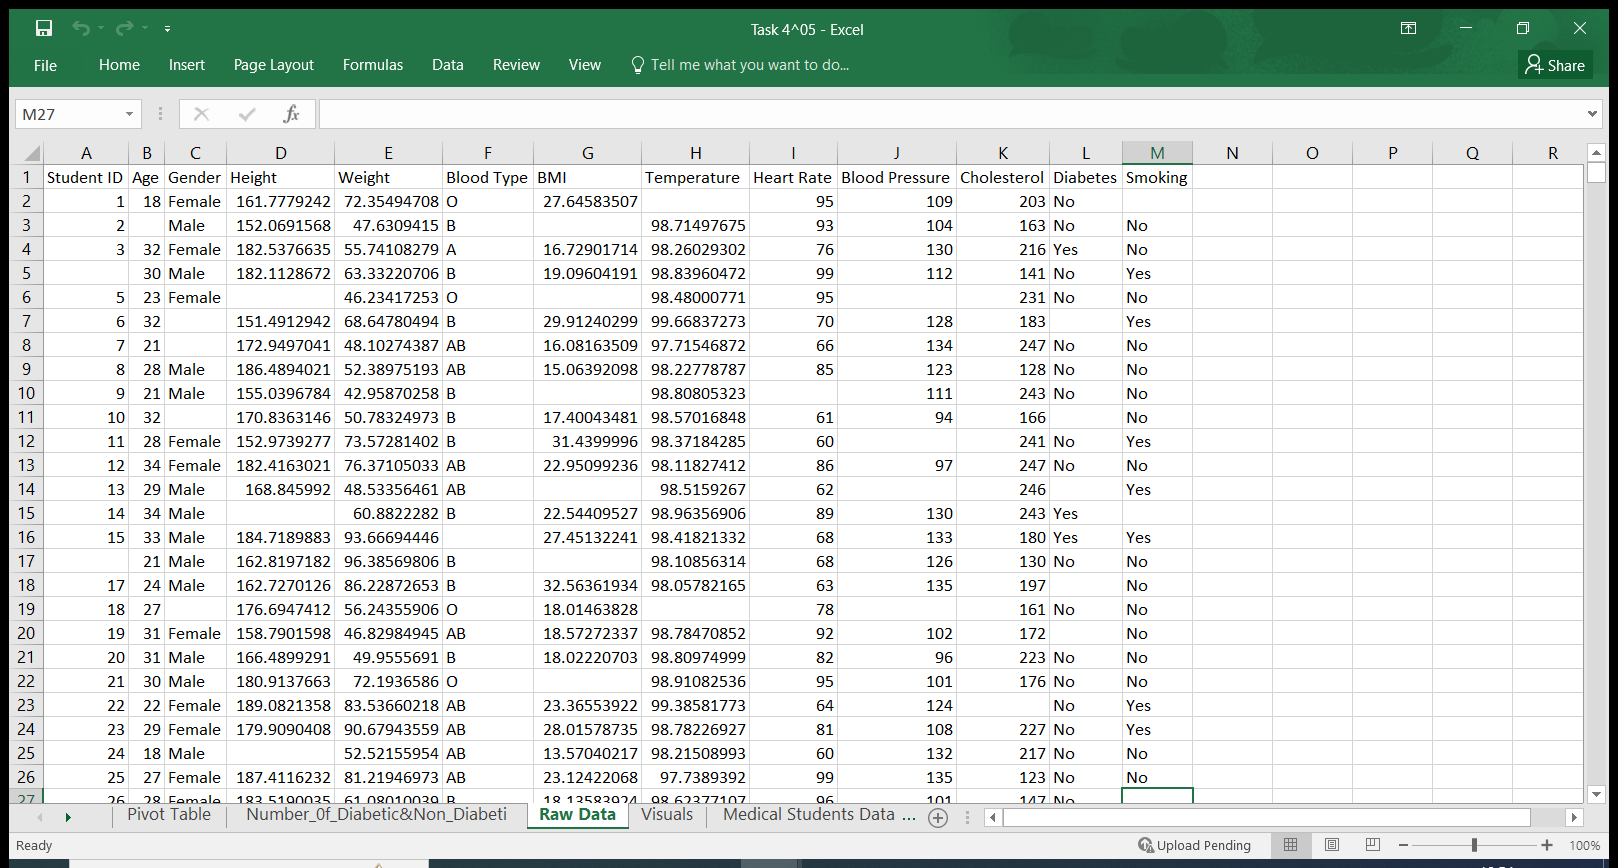 Task 4^05 - Excel
File Home Insert Page Layout Formulas Data Review View Tell me what you want to do... Share
M27 fx
A B C D E F G H I J K L M N O P Q R
1 Student ID Age Gender Height Weight Blood Type BMI Temperature Heart Rate Blood Pressure Cholesterol Diabetes Smoking
2 1 18 Female 161.7779242 72.35494708 O 27.64583507 95 109 203 No
3 2 Male 152.0691568 47.6309415 B 98.71497675 93 104 163 No No
4 3 32 Female 182.5376635 55.74108279 A 16.72901714 98.26029302 76 130 216 Yes No
5 30 Male 182.1128672 63.33220706 B 19.09604191 98.83960472 99 112 141 No Yes
6 5 23 Female 46.23417253 O 98.48000771 95 231 No No
7 6 32 151.4912942 68.64780494 B 29.91240299 99.66837273 70 128 183 Yes
8 7 21 172.9497041 48.10274387 AB 16.08163509 97.71546872 66 134 247 No No
9 8 28 Male 186.4894021 52.38975193 AB 15.06392098 98.22778787 85 123 128 No No
10 9 21 Male 155.0396784 42.95870258 B 98.80805323 111 243 No No
11 10 32 170.8363146 50.78324973 B 17.40043481 98.57016848 61 94 166 No
12 11 28 Female 152.9739277 73.57281402 B 31.4399996 98.37184285 60 241 No Yes
13 12 34 Female 182.4163021 76.37105033 AB 22.95099236 98.11827412 86 97 247 No No
14 13 29 Male 168.845992 48.53356461 AB 98.5159267 62 246 Yes
15 14 34 Male 60.8822282 B 22.54409527 98.96356906 89 130 243 Yes
16 15 33 Male 184.7189883 93.66694446 27.45132241 98.41821332 68 133 180 Yes Yes
17 21 Male 162.8197182 96.38569806 B 98.10856314 68 126 130 No No
18 17 24 Male 162.7270126 86.22872653 B 32.56361934 98.05782165 63 135 197 No
19 18 27 176.6947412 56.24355906 O 18.01463828 78 161 No No
20 19 31 Female 158.7901598 46.82984945 AB 18.57272337 98.78470852 92 102 172 No
21 20 31 Male 166.4899291 49.9555691 B 18.02220703 98.80974999 82 96 223 No No
22 21 30 Male 180.9137663 72.1936586 O 98.91082536 95 101 176 No No
23 22 22 Female 189.0821358 83.53660218 AB 23.36553922 99.38581773 64 124 No Yes
24 23 29 Female 179.9090408 90.67943559 AB 28.01578735 98.78226927 81 108 227 No Yes
25 24 18 Male 52.52155954 AB 13.57040217 98.21508993 60 132 217 No No
26 25 27 Female 187.4116232 81.21946973 AB 23.12422068 97.7389392 99 135 123 No No
27 26 28 Female 183.5190035 61.08010039 B 18.13583924 98.62377107 96 101 147 No
Pivot Table Number_0f_Diabetic&Non_Diabeti Raw Data Visuals Medical Students Data ...
Ready Upload Pending 100%